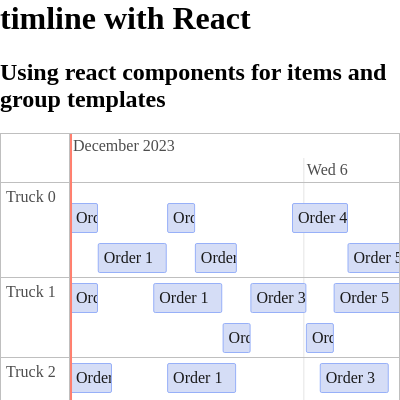 timline with React
Using react components for items and
group templates
December 2023
Wed 6
Truck 0
Ord
Ord
Order 4
Order 1
Order
Order 5
Truck 1
Ord
Order 1
Order 3
Order 5
Ord
Ord
Truck 2
Order
Order 1
Order 3